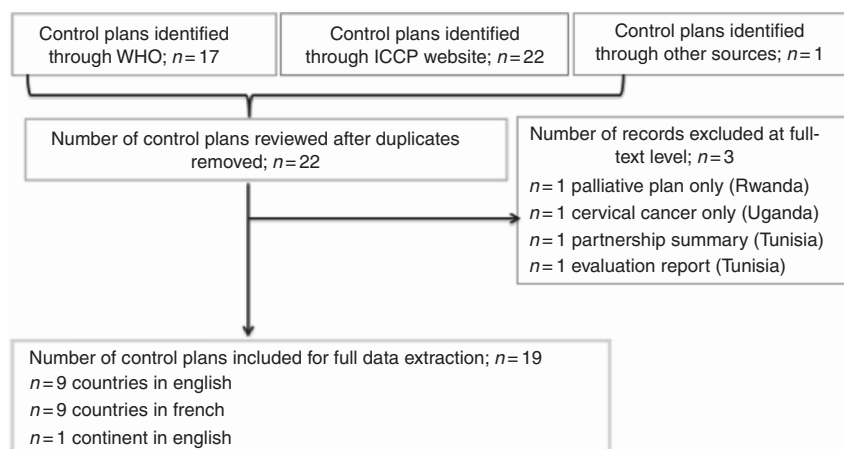 Control plans identified
through WHO; n=17
Control plans identified
through ICCP website; n=22
Control plans identified
through other sources; n=1
Number of control plans reviewed after duplicates
removed; n=22
Number of records excluded at full-
text level; n=3
n=1 palliative plan only (Rwanda)
n=1 cervical cancer only (Uganda)
n=1 partnership summary (Tunisia)
n=1 evaluation report (Tunisia)
Number of control plans included for full data extraction; n=19
n=9 countries in english
n=9 countries in french
n=1 continent in english